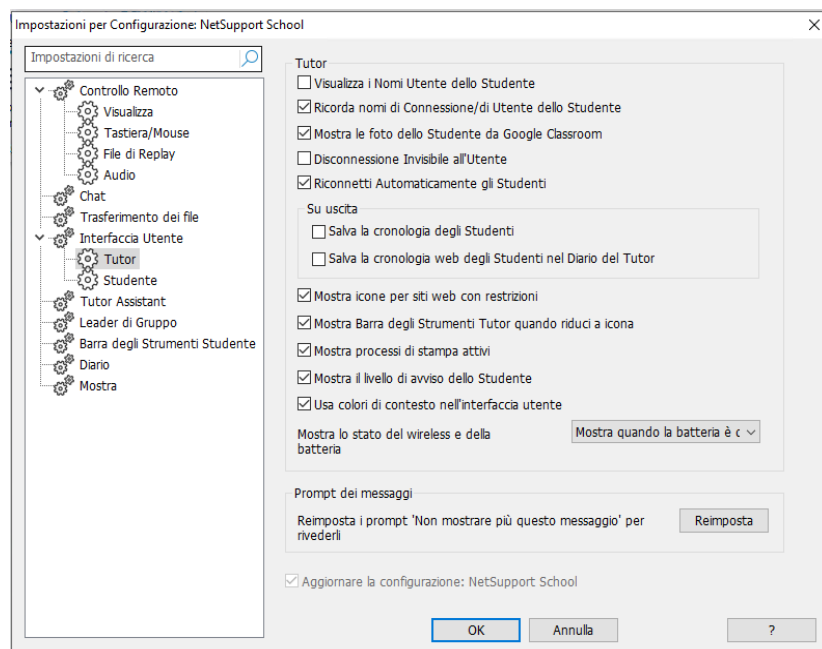 Impostazioni per Configurazione: NetSupport School
Impostazioni di ricerca
Controllo Remoto
Visualizza
Tastiera/Mouse
File di Replay
Audio
Chat
Trasferimento dei file
Interfaccia Utente
Tutor
Studente
Tutor Assistant
Leader di Gruppo
Barra degli Strumenti Studente
Diario
Mostra
Tutor
Visualizza i Nomi Utente dello Studente
Ricorda nomi di Connessione/di Utente dello Studente
Mostra le foto dello Studente da Google Classroom
Disconnessione Invisibile all'Utente
Riconnetti Automaticamente gli Studenti
Su uscita
Salva la cronologia degli Studenti
Salva la cronologia web degli Studenti nel Diario del Tutor
Mostra icone per siti web con restrizioni
Mostra Barra degli Strumenti Tutor quando riduci a icona
Mostra processi di stampa attivi
Mostra il livello di avviso dello Studente
Usa colori di contesto nell'interfaccia utente
Mostra lo stato del wireless e della
batteria
Mostra quando la batteria è c
Prompt dei messaggi
Reimposta i prompt 'Non mostrare più questo messaggio' per
rivederli
Reimposta
Aggiornare la configurazione: NetSupport School
OK
Annulla
?